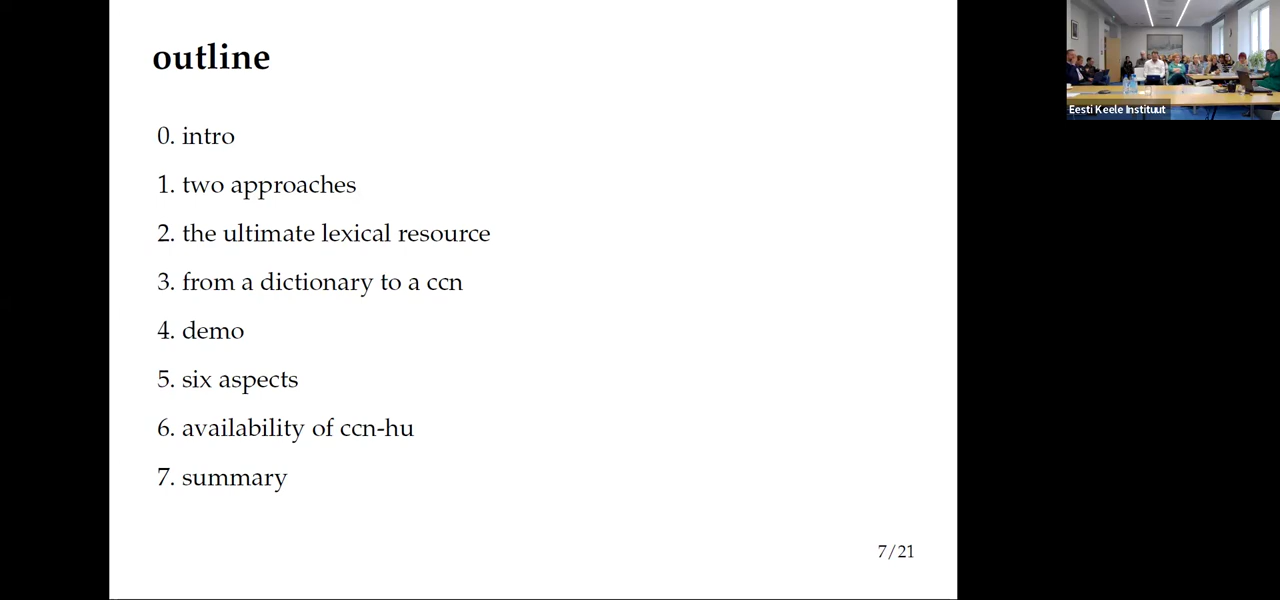 outline
0. intro
1. two approaches
2. the ultimate lexical resource
3. from a dictionary to a ccn
4. demo
5. six aspects
6. availability of ccn-hu
7. summary
7/21
Eesti Keele Instituut